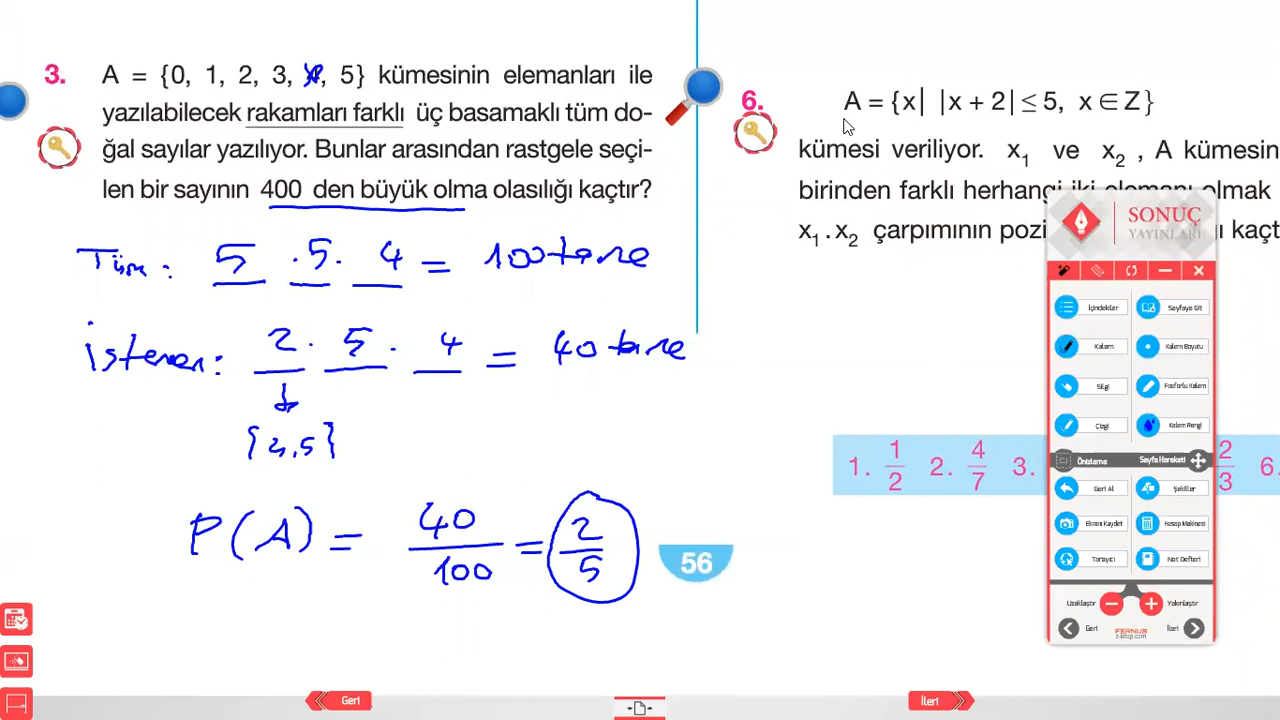 3. A = {0, 1, 2, 3, 4, 5} kümesinin elemanları ile
yazılabilecek rakamları farklı üç basamaklı tüm do-
ğal sayılar yazılıyor. Bunlar arasından rastgele seçi-
len bir sayının 400 den büyük olma olasılığı kaçtır?
Tüm: 5 . 5 . 4 = 100 tane
İstenen: 2 . 5 . 4 = 40 tane
{4,5}
P(A) = 40/100 = 2/5
56
6. A = {x| |x + 2| ≤ 5, x ∈ Z}
kümesi veriliyor. x₁ ve x₂ , A kümesin
birinden farklı herhangi iki elemanı olmak
x₁ . x₂ çarpımının pozi ı kaçt
1. 1/2 2. 4/7 3. 2/3 6.
SONUÇ
YAYINLARI
İçindekiler
Sayfaya Git
Kalem
Kalem Boyutu
Silgi
Fosforlu Kalem
Çizgi
Kalem Rengi
Önizleme
Sayfa Hareketi
Geri Al
Şekiller
Ekran Kaydet
Hesap Makinesi
Tarayıcı
Not Defteri
Uzaklaştır
Yakınlaştır
Geri
FERNUS
z-kitap.com
İleri
Geri
İleri